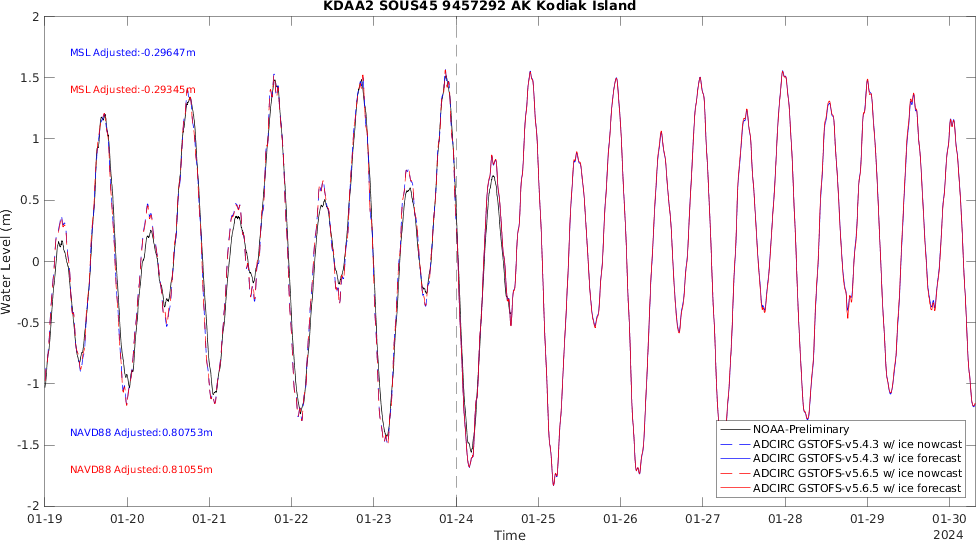 KDAA2 SOUS45 9457292 AK Kodiak Island
2
1.5
1
0.5
0
-0.5
-1
-1.5
-2
Water Level (m)
MSL Adjusted:-0.29647m
MSL Adjusted:-0.29345m
NAVD88 Adjusted:0.80753m
NAVD88 Adjusted:0.81055m
NOAA-Preliminary
ADCIRC GSTOFS-v5.4.3 w/ ice nowcast
ADCIRC GSTOFS-v5.4.3 w/ ice forecast
ADCIRC GSTOFS-v5.6.5 w/ ice nowcast
ADCIRC GSTOFS-v5.6.5 w/ ice forecast
01-19 01-20 01-21 01-22 01-23 01-24 01-25 01-26 01-27 01-28 01-29 01-30
2024
Time